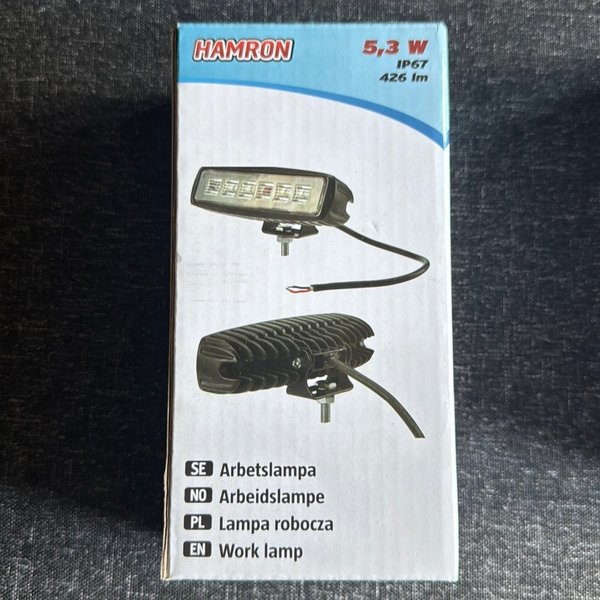 HAMRON
5,3 W
IP67
426 lm
SE Arbetslampa
NO Arbeidslampe
PL Lampa robocza
EN Work lamp